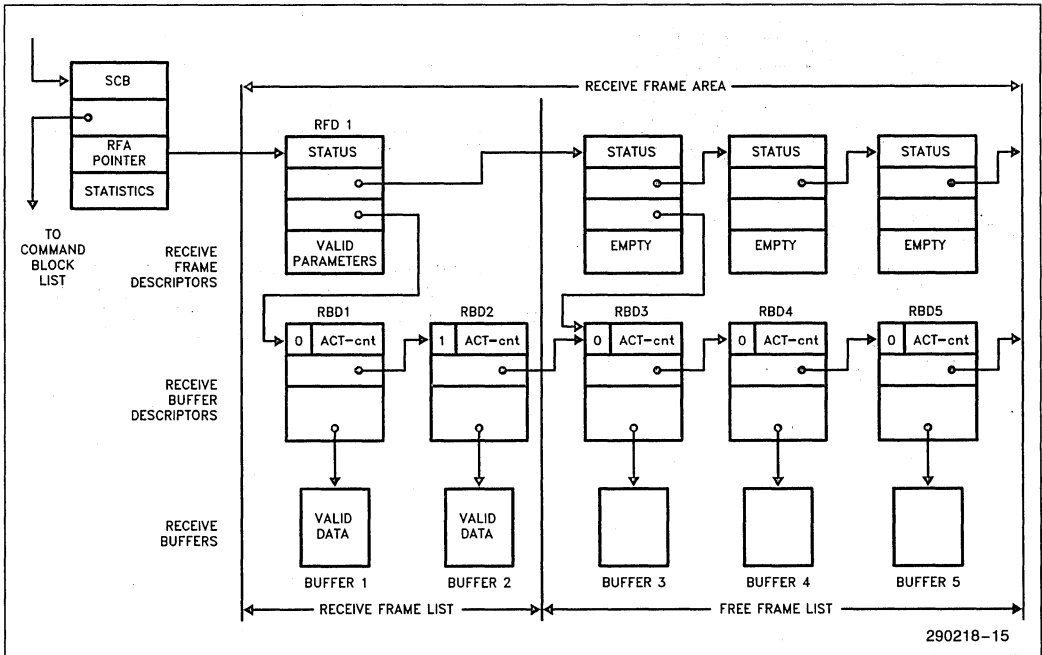 SCB
RFA
POINTER
STATISTICS
TO
COMMAND
BLOCK
LIST
RECEIVE FRAME AREA
RECEIVE
FRAME
DESCRIPTORS
RFD 1
STATUS
VALID
PARAMETERS
STATUS
EMPTY
STATUS
EMPTY
STATUS
EMPTY
RECEIVE
BUFFER
DESCRIPTORS
RBD1
0 ACT-cnt
RBD2
1 ACT-cnt
RBD3
0 ACT-cnt
RBD4
0 ACT-cnt
RBD5
0 ACT-cnt
RECEIVE
BUFFERS
VALID
DATA
BUFFER 1
VALID
DATA
BUFFER 2
BUFFER 3
BUFFER 4
BUFFER 5
RECEIVE FRAME LIST
FREE FRAME LIST
290218-15